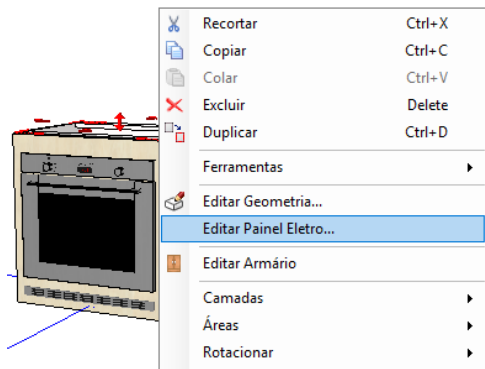 Recortar Ctrl+X
Copiar Ctrl+C
Colar Ctrl+V
Excluir Delete
Duplicar Ctrl+D
Ferramentas
Editar Geometria...
Editar Painel Eletro...
Editar Armário
Camadas
Áreas
Rotacionar